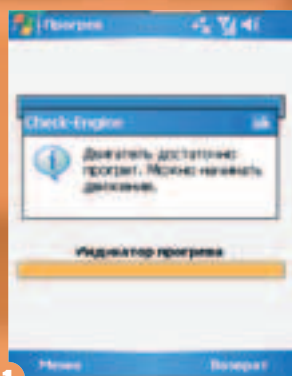 Прогрев
Check-Engine
ok
Двигатель достаточно
прогрет. Можно начинать
движение.
Индикатор прогрева
Меню Возврат
1